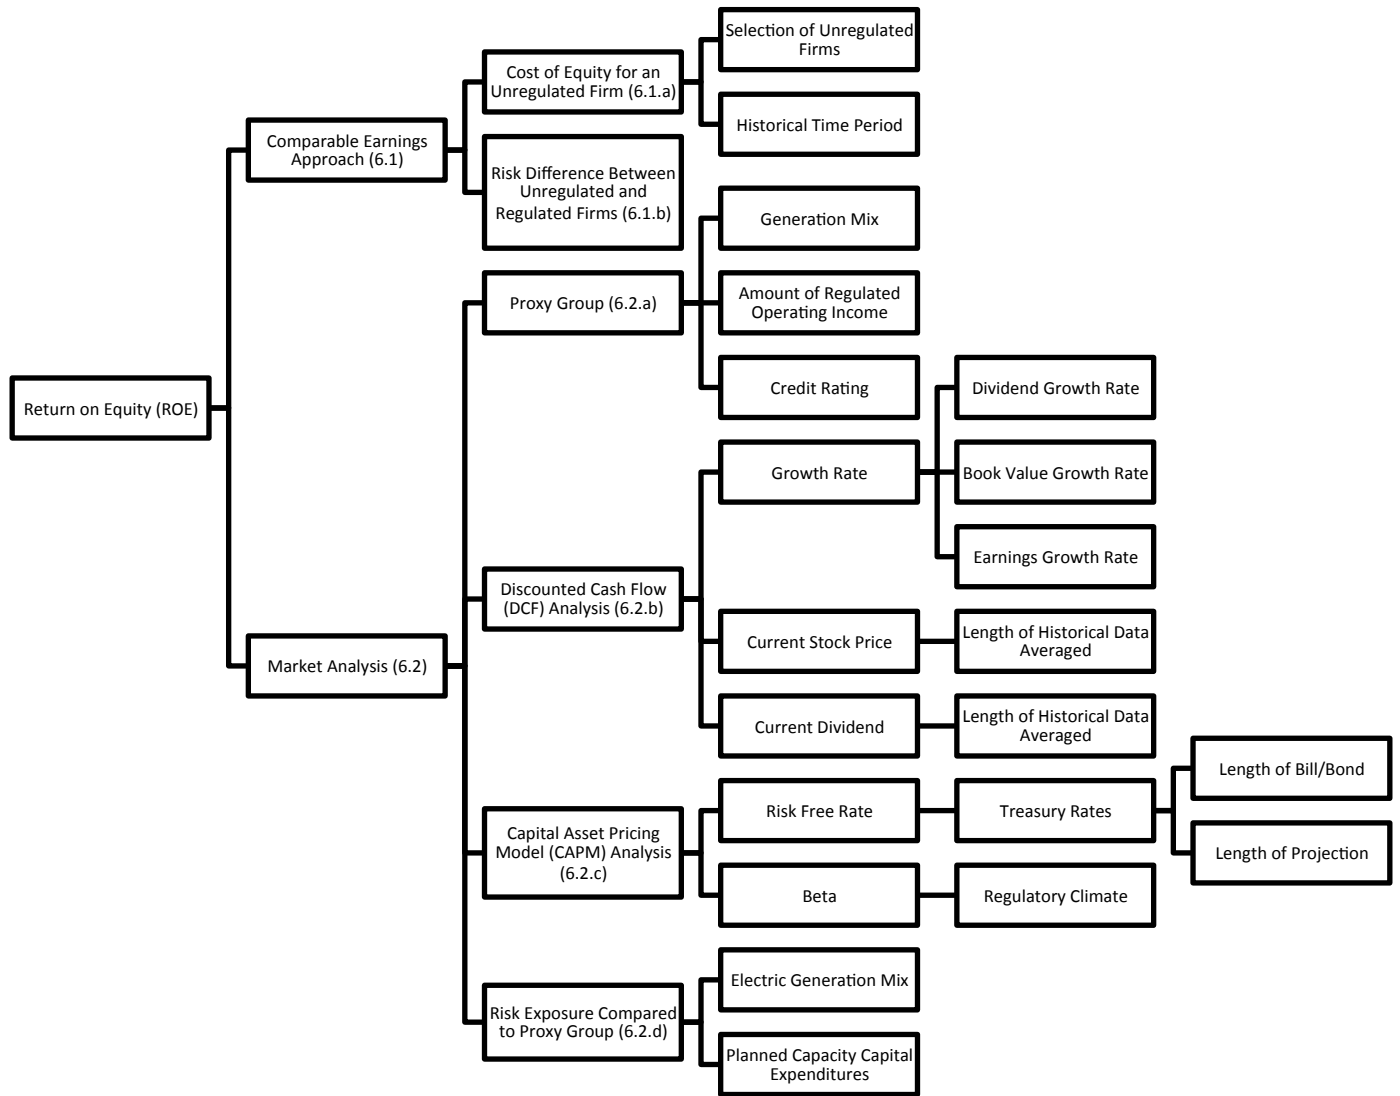 Selection of Unregulated
Firms
Cost of Equity for an
Unregulated Firm (6.1.a)
Historical Time Period
Comparable Earnings
Approach (6.1)
Risk Difference Between
Unregulated and
Regulated Firms (6.1.b)
Generation Mix
Proxy Group (6.2.a)
Amount of Regulated
Operating Income
Credit Rating
Dividend Growth Rate
Return on Equity (ROE)
Growth Rate
Book Value Growth Rate
Earnings Growth Rate
Discounted Cash Flow
(DCF) Analysis (6.2.b)
Current Stock Price
Length of Historical Data
Averaged
Market Analysis (6.2)
Current Dividend
Length of Historical Data
Averaged
Length of Bill/Bond
Risk Free Rate
Treasury Rates
Capital Asset Pricing
Model (CAPM) Analysis
(6.2.c)
Length of Projection
Beta
Regulatory Climate
Electric Generation Mix
Risk Exposure Compared
to Proxy Group (6.2.d)
Planned Capacity Capital
Expenditures